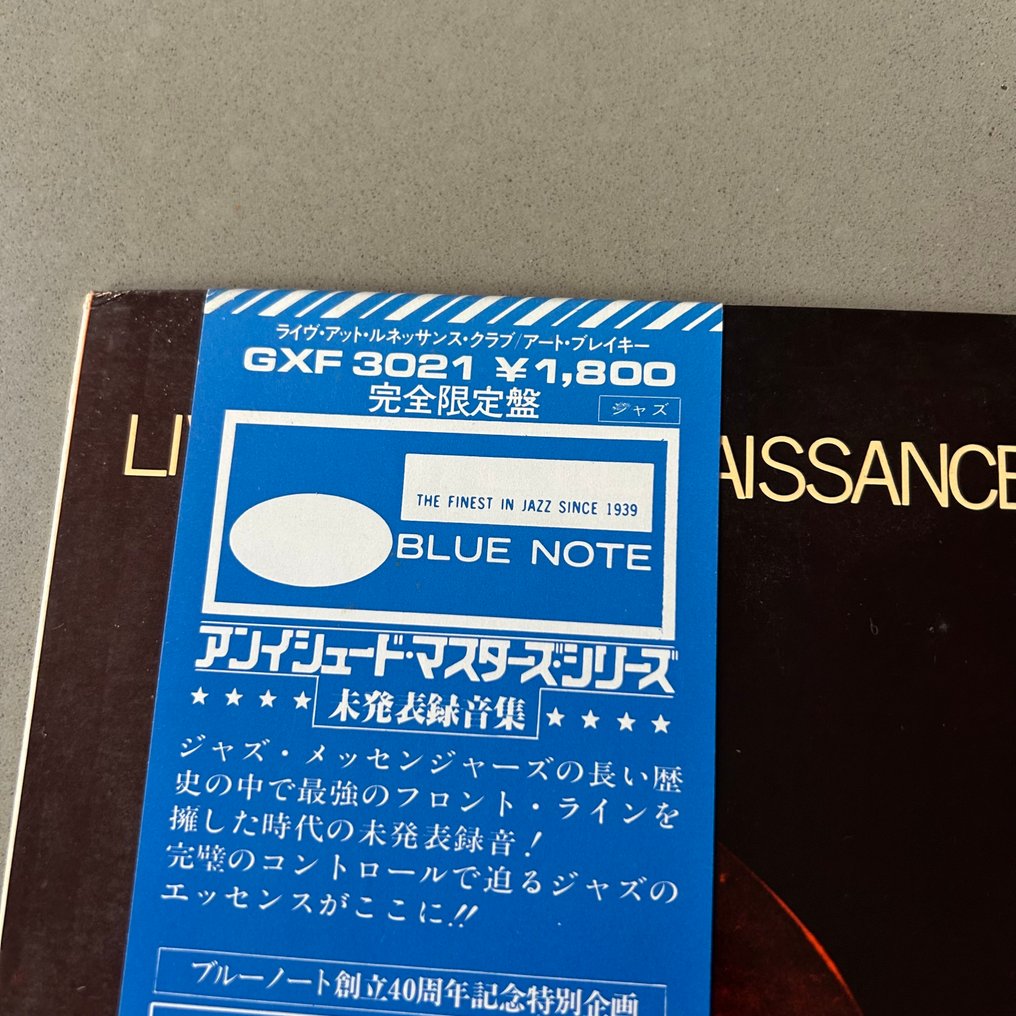 ライヴ・アット・ルネッサンス・クラブ/アート・ブレイキー
GXF 3021 ¥1,800
完全限定盤
ジャズ
LI
AISSANCE
THE FINEST IN JAZZ SINCE 1939
BLUE NOTE
アンイシュード・マスターズ・シリーズ
★★★★ 未発表録音集 ★★★★
ジャズ・メッセンジャーズの長い歴
史の中で最強のフロント・ラインを
擁した時代の未発表録音!
完璧のコントロールで迫るジャズの
エッセンスがここに!!
ブルーノート創立40周年記念特別企画